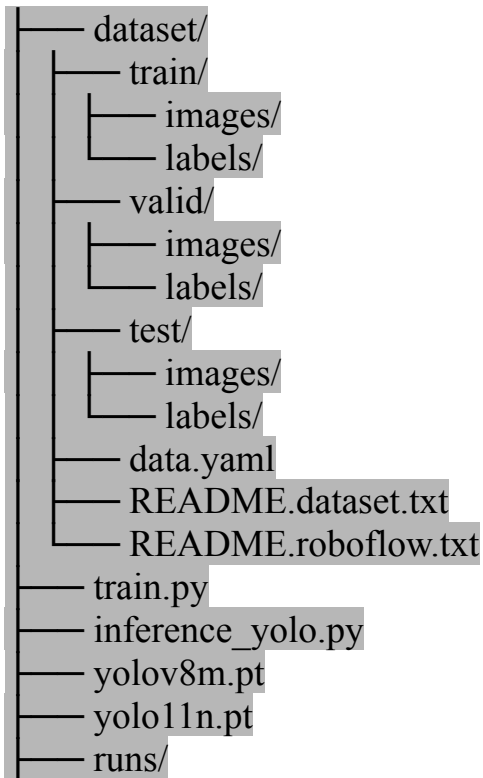 dataset/
train/
images/
labels/
valid/
images/
labels/
test/
images/
labels/
data.yaml
README.dataset.txt
README.roboflow.txt
train.py
inference_yolo.py
yolov8m.pt
yolo11n.pt
runs/